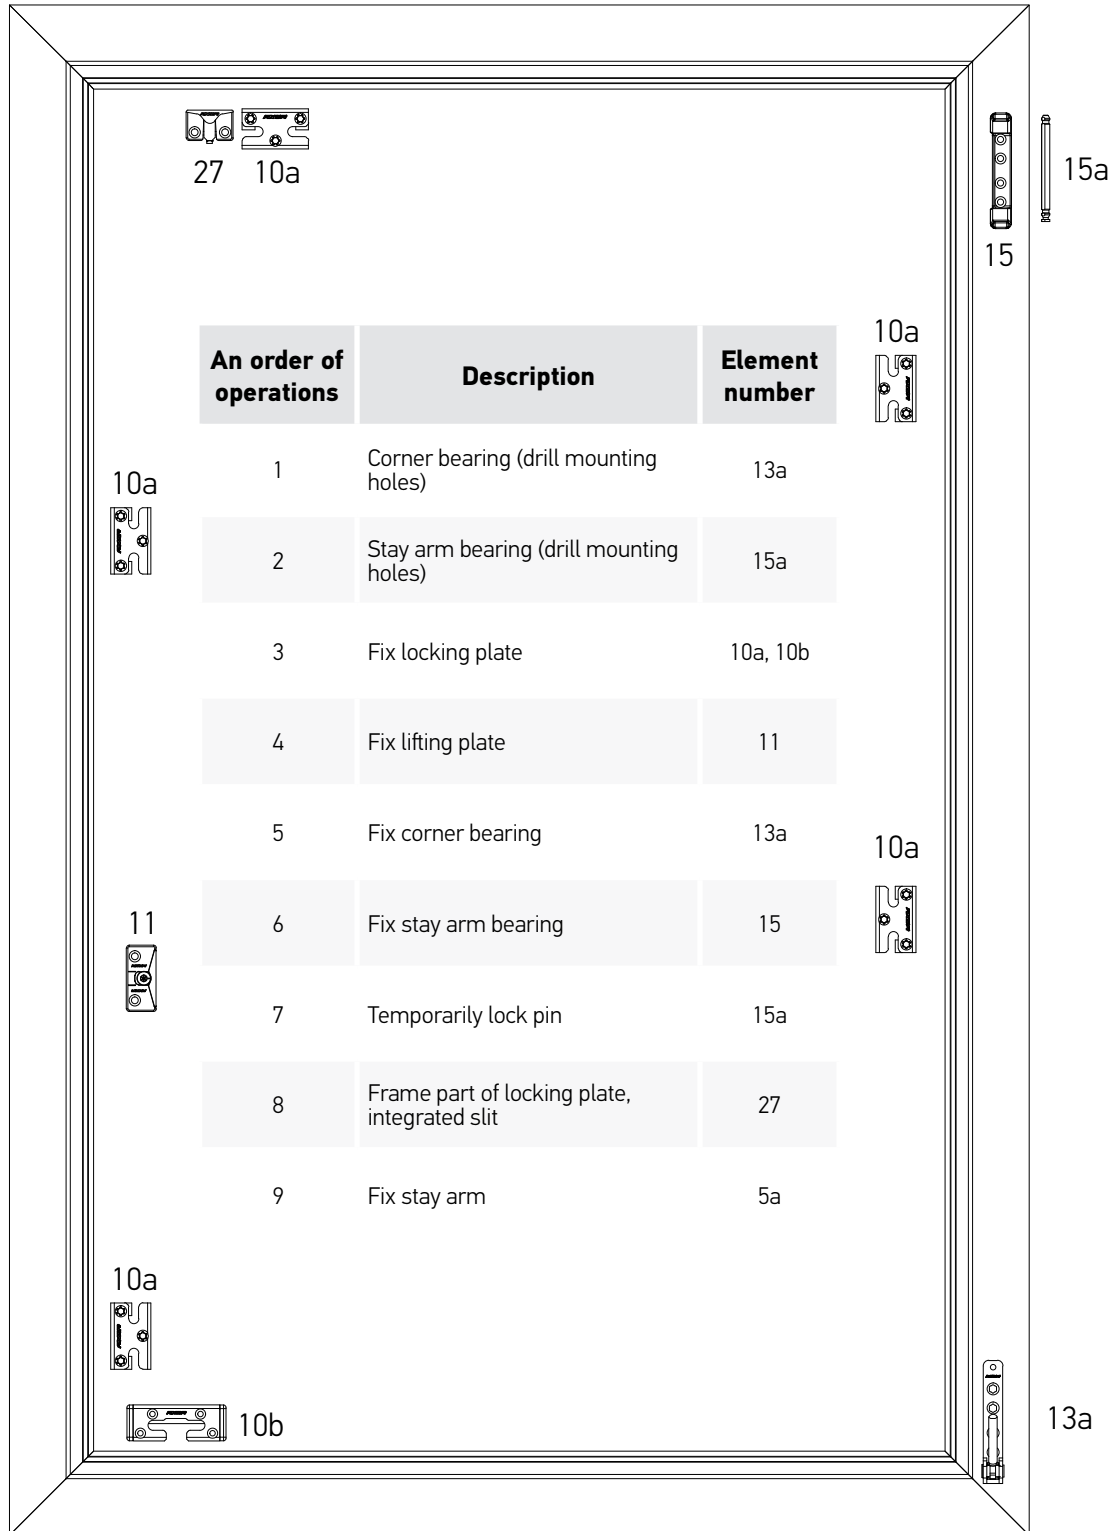 27 10a
15a
15
10a
An order of
operations
Description
Element
number
1
Corner bearing (drill mounting
holes)
13a
10a
2
Stay arm bearing (drill mounting
holes)
15a
3
Fix locking plate
10a, 10b
4
Fix lifting plate
11
5
Fix corner bearing
13a
10a
11
6
Fix stay arm bearing
15
7
Temporarily lock pin
15a
8
Frame part of locking plate,
integrated slit
27
9
Fix stay arm
5a
10a
10b
13a